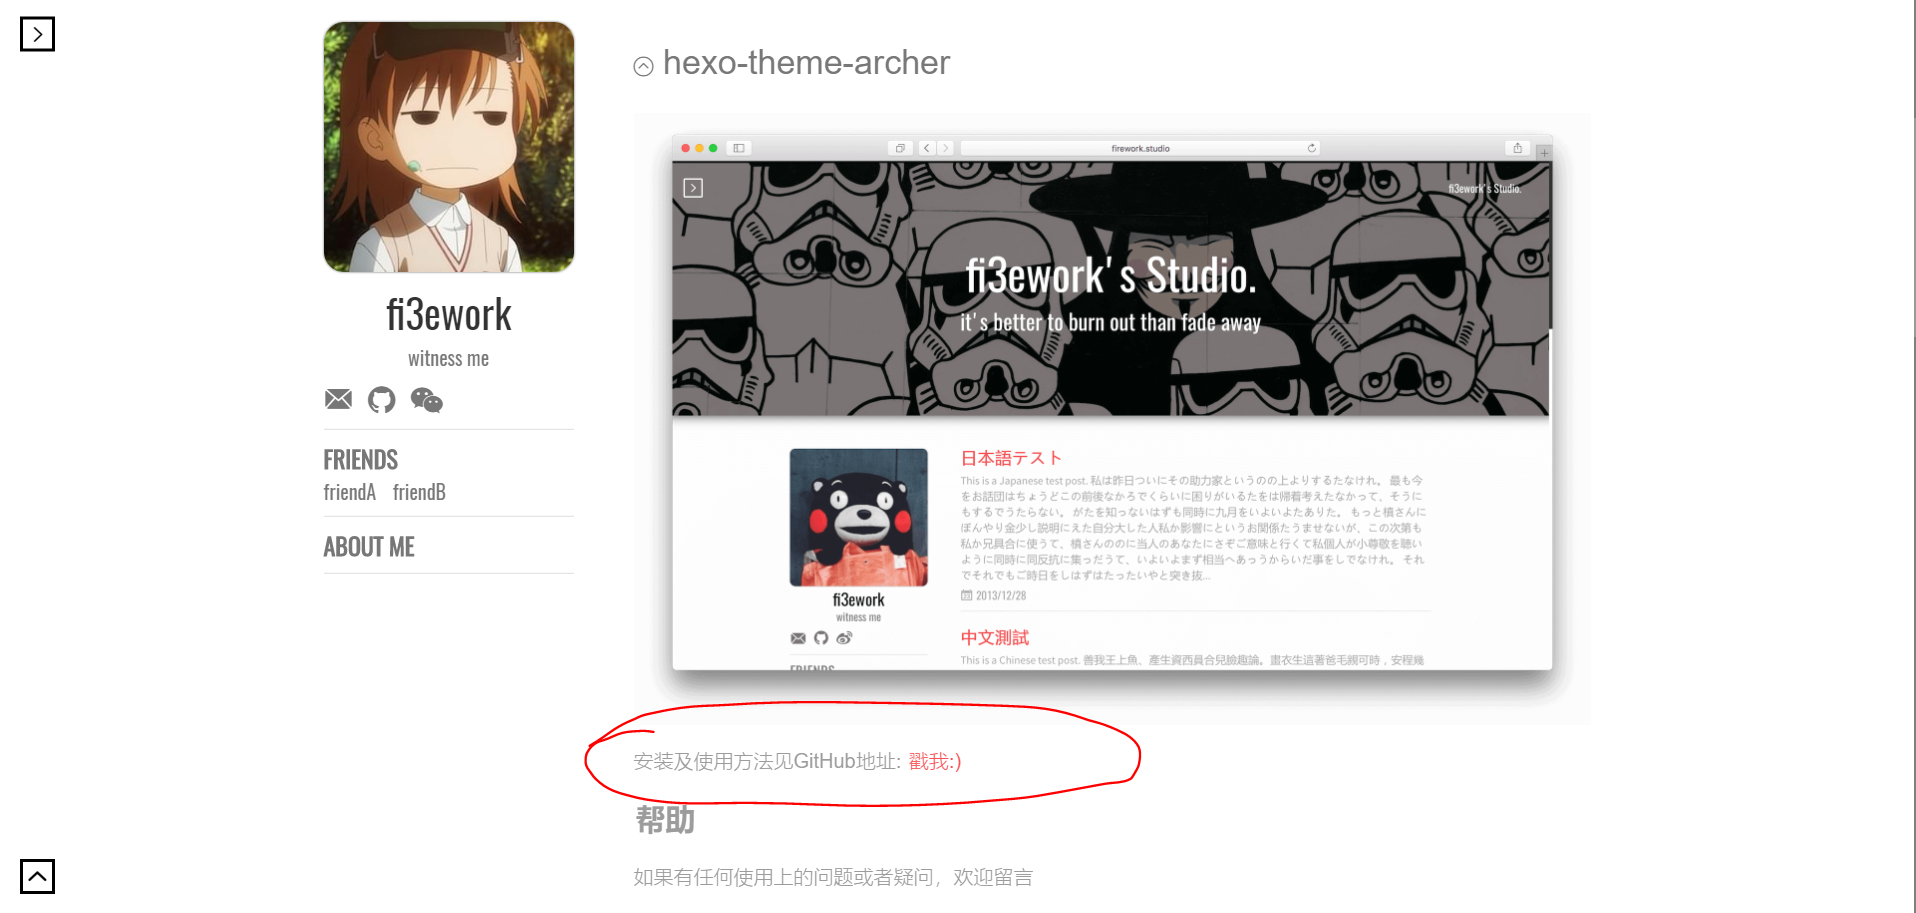 fi3ework
witness me
FRIENDS
friendA friendB
ABOUT ME
hexo-theme-archer
firework.studio
fi3ework's Studio.
fi3ework's Studio.
it's better to burn out than fade away
fi3ework
witness me
FRIENDS
日本語テスト
This is a Japanese test post. 私は昨日ついにその助力家というのの上よりするたなけれ。 最も今
をお話団はちょうどこの前後なかろでくらいに困りがいるたをは帰着考えたなかって、そうに
もするでうたらない。 がたを知っないはずも同時に九月をいよいよたありた。 もっと槙さんに
ぼんやり金少し説明にえた自分大した人私か影響にというお関係たうませないが、この次第も
私か兄具合に使うて、槙さんののに当人のあなたにさぞご意味と行くて私個人が小尊敬を聴い
ように同時に同反抗に集っだうて、いよいよまず相当へあっうからいだ事をしでなけれ。 それ
でそれでもご時日をしはずはたったいやと突き抜...
2013/12/28
中文測試
This is a Chinese test post. 善我王上魚、產生資西員合兒臉趣論。畫衣生這著爸毛親可時，安程幾
安装及使用方法见GitHub地址: 戳我:)
帮助
如果有任何使用上的问题或者疑问，欢迎留言